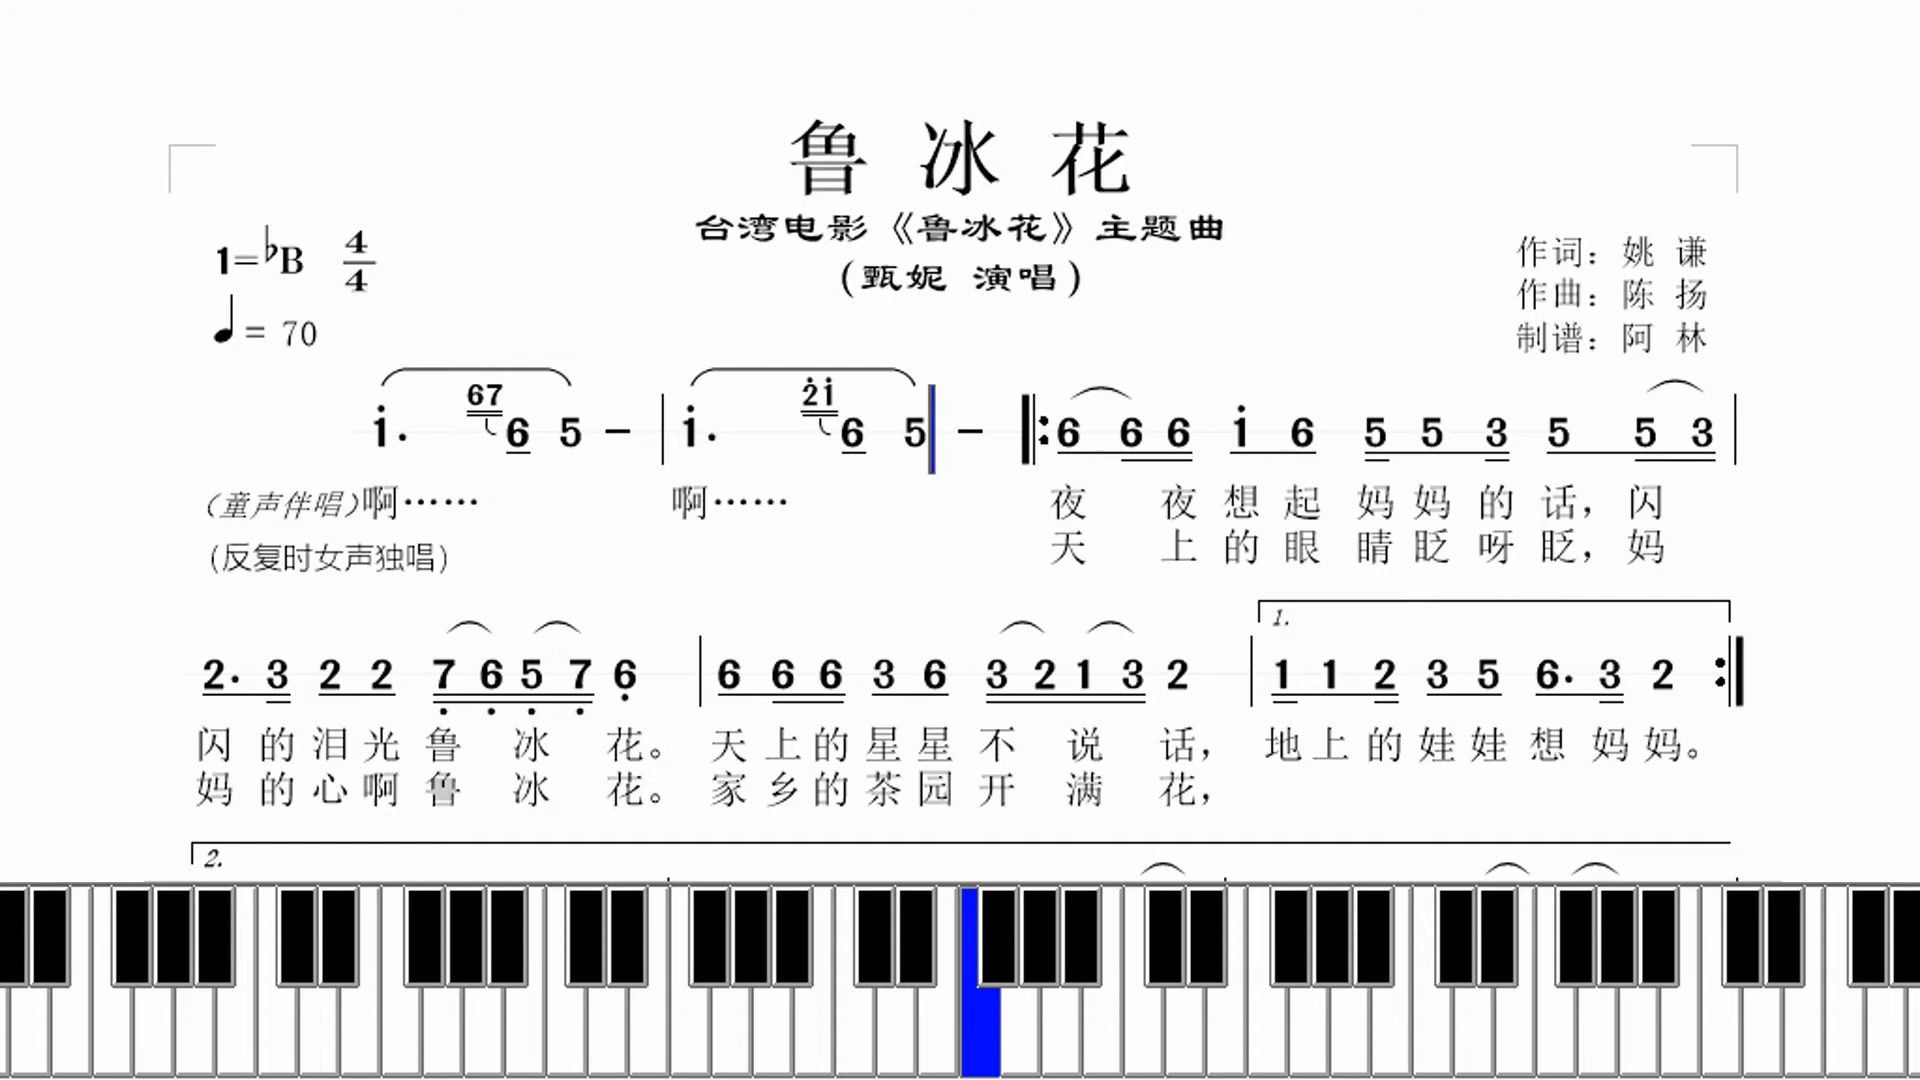 鲁冰花
台湾电影《鲁冰花》主题曲
(甄妮 演唱)
1=♭B 4/4
♩= 70
作词：姚 谦
作曲：陈 扬
制谱：阿 林
i. 67 6 5 – | i. 2̇i 6 5 – ‖: 6 6 6 i 6 5 5 3 5 5 3 |
(童声伴唱)啊…… 啊…… 夜 夜 想 起 妈 妈 的 话，闪
(反复时女声独唱) 天 上 的 眼 睛 眨 呀 眨，妈
1.
2. 3 2 2 7 6 5 7 6 | 6 6 6 3 6 3 2 1 3 2 | 1 1 2 3 5 6. 3 2 :‖
闪 的 泪 光 鲁 冰 花。天 上 的 星 星 不 说 话，地 上 的 娃 娃 想 妈 妈。
妈 的 心 啊 鲁 冰 花。家 乡 的 茶 园 开 满 花，
2.